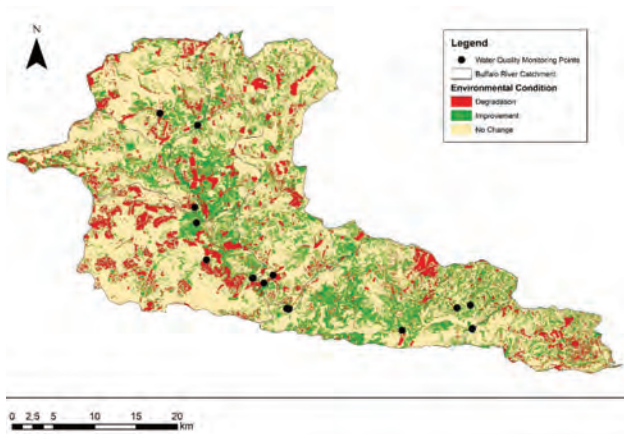 N
Legend
Water Quality Monitoring Points
Buffalo River Catchment
Environmental Condition
Degradation
Improvement
No Change
0 2.5 5 10 15 20
km